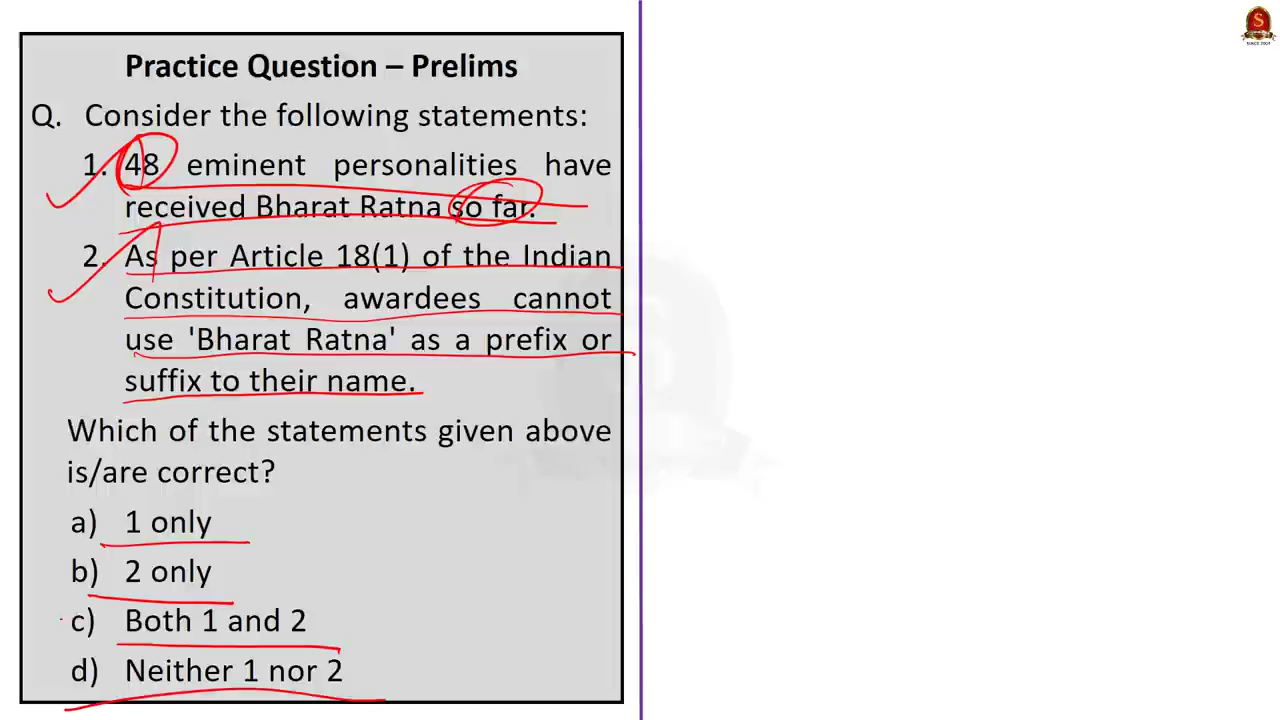 Practice Question – Prelims
Q. Consider the following statements:
1. 48 eminent personalities have
received Bharat Ratna so far.
2. As per Article 18(1) of the Indian
Constitution, awardees cannot
use 'Bharat Ratna' as a prefix or
suffix to their name.
Which of the statements given above
is/are correct?
a) 1 only
b) 2 only
c) Both 1 and 2
d) Neither 1 nor 2
S
SINCE 2004